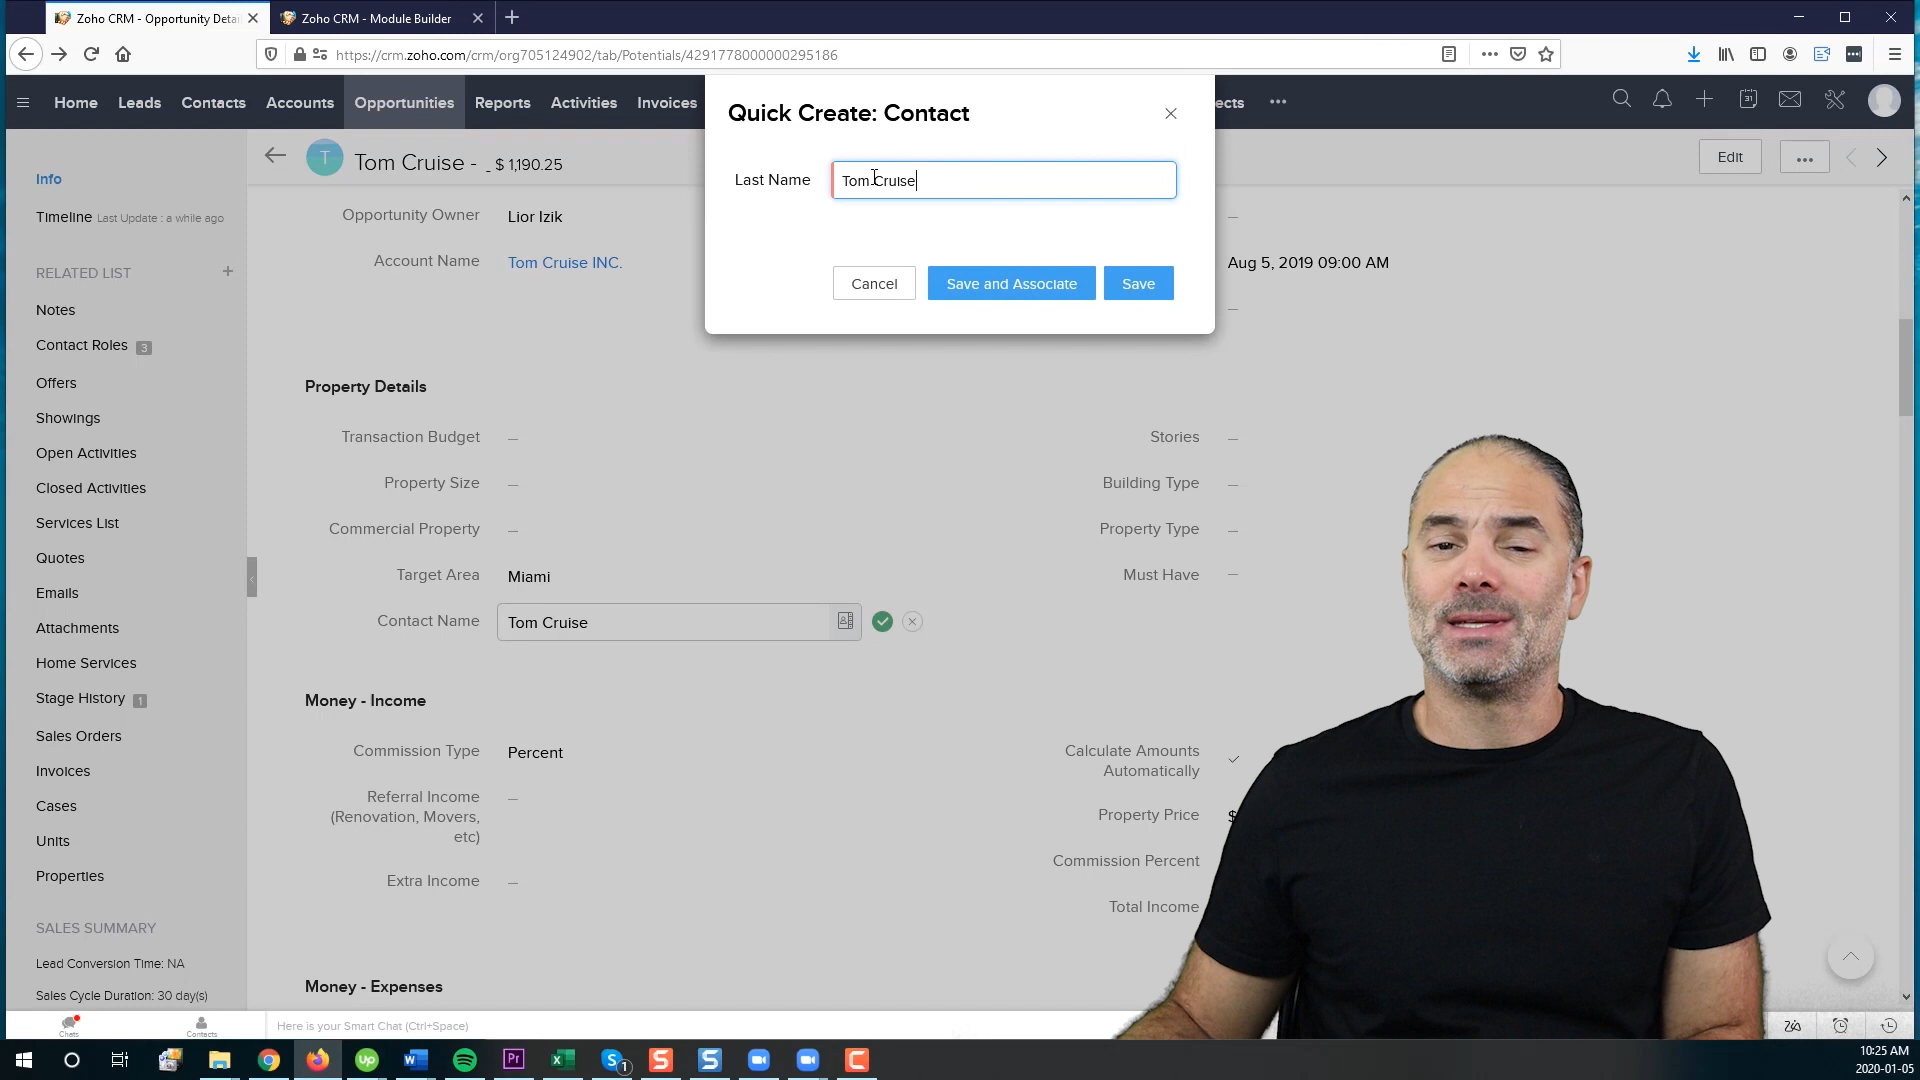 Zoho CRM - Opportunity Detai
Zoho CRM - Module Builder
https://crm.zoho.com/crm/org705124902/tab/Potentials/4291778000000295186
Home
Leads
Contacts
Accounts
Opportunities
Reports
Activities
Invoices
ects
31
Quick Create: Contact
Last Name
Tom Cruise
Cancel
Save and Associate
Save
T
Tom Cruise -
- $ 1,190.25
Edit
Info
Timeline Last Update : a while ago
RELATED LIST
Notes
Contact Roles 3
Offers
Showings
Open Activities
Closed Activities
Services List
Quotes
Emails
Attachments
Home Services
Stage History 1
Sales Orders
Invoices
Cases
Units
Properties
SALES SUMMARY
Lead Conversion Time: NA
Sales Cycle Duration: 30 day(s)
Opportunity Owner
Lior Izik
Account Name
Tom Cruise INC.
Aug 5, 2019 09:00 AM
Property Details
Transaction Budget
Stories
Property Size
Building Type
Commercial Property
Property Type
Target Area
Miami
Must Have
Contact Name
Tom Cruise
Money - Income
Commission Type
Percent
Calculate Amounts
Automatically
Referral Income
(Renovation, Movers,
etc)
Property Price
$
Commission Percent
Extra Income
Total Income
Money - Expenses
Chats
Contacts
Here is your Smart Chat (Ctrl+Space)
Up
W
Pr
X
S
1
S
S
C
10:25 AM
2020-01-05